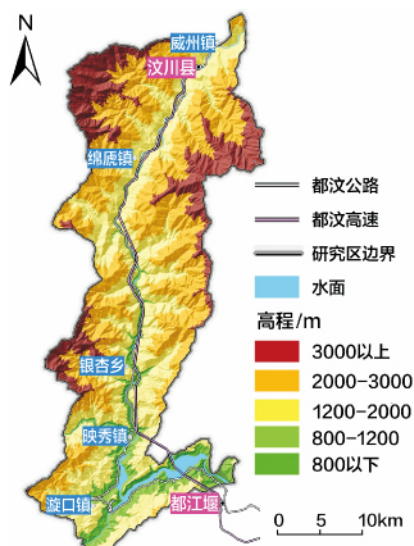 N
威州镇
汶川县
绵虒镇
银杏乡
映秀镇
漩口镇
都江堰
都汶公路
都汶高速
研究区边界
水面
高程/m
3000以上
2000-3000
1200-2000
800-1200
800以下
0 5 10km